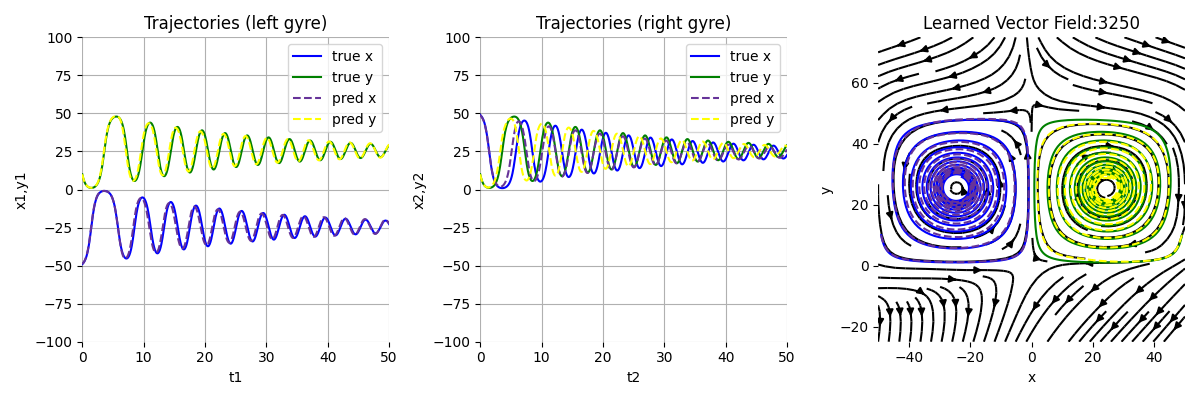 Trajectories (left gyre)
100
75
50
25
0
−25
−50
−75
−100
0
10
20
30
40
50
x1,y1
t1
true x
true y
pred x
pred y
Trajectories (right gyre)
100
75
50
25
0
−25
−50
−75
−100
0
10
20
30
40
50
x2,y2
t2
true x
true y
pred x
pred y
Learned Vector Field:3250
60
40
20
0
−20
−40
−20
0
20
40
y
x